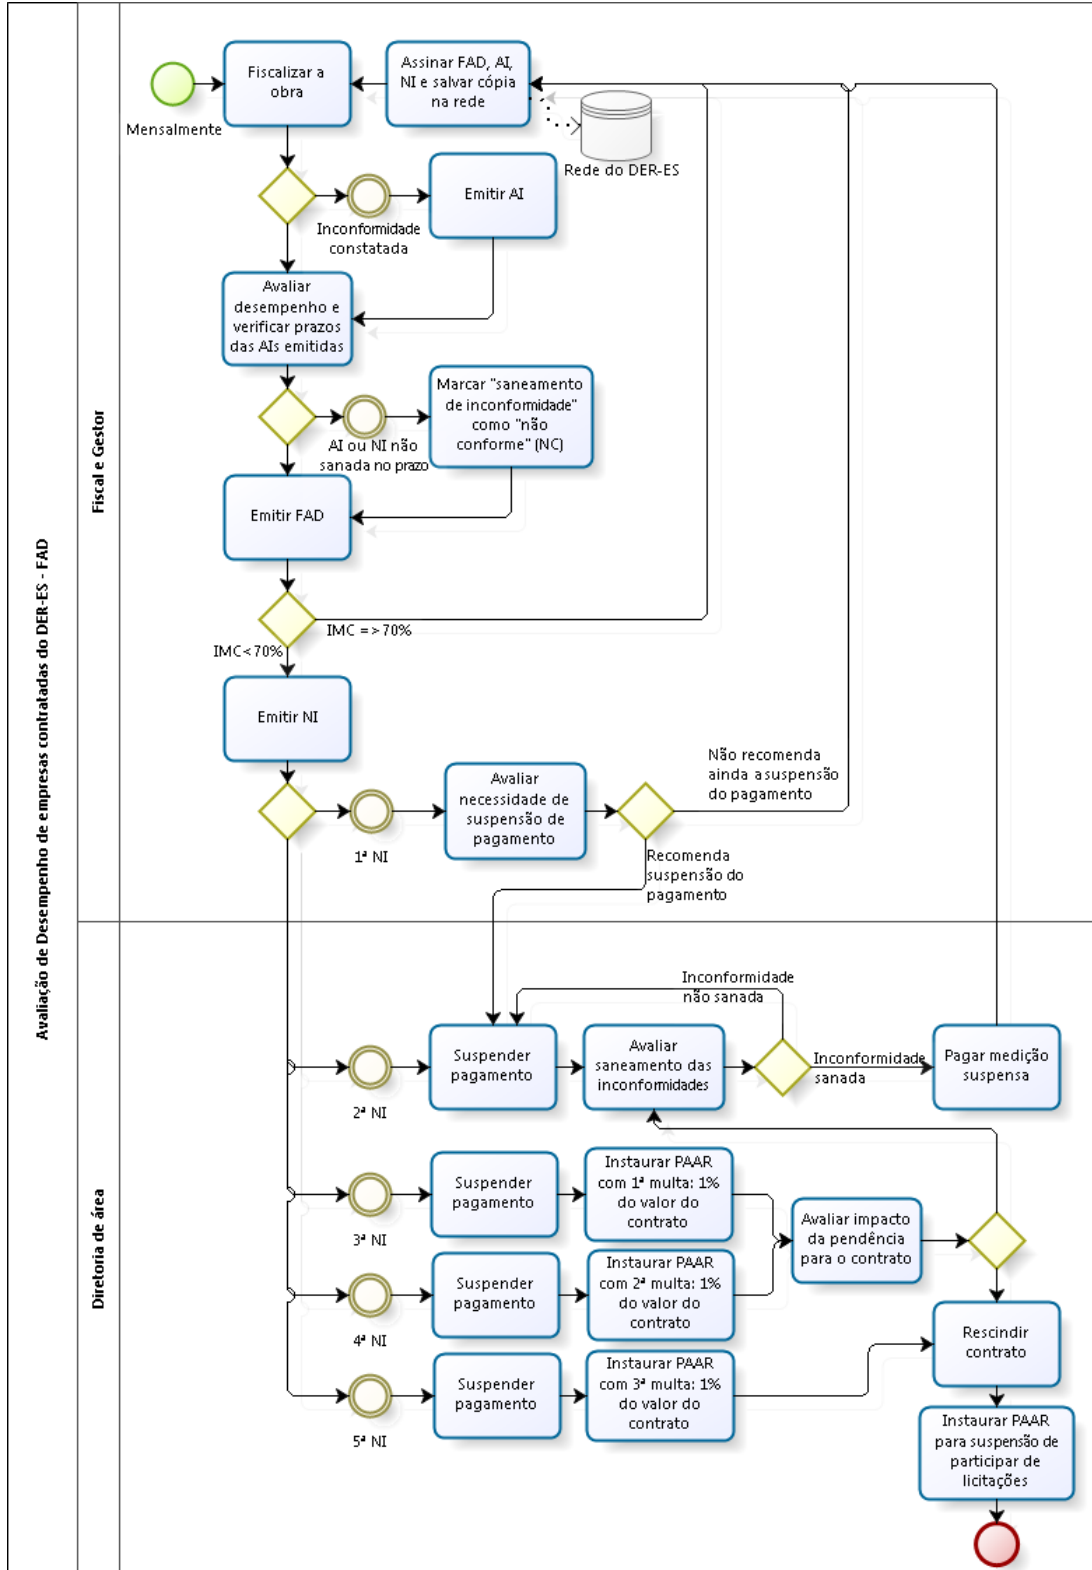 Avaliação de Desempenho de empresas contratadas do DER-ES - FAD
Fiscal e Gestor
Mensalmente
Fiscalizar a
obra
Assinar FAD, AI,
NI e salvar cópia
na rede
Rede do DER-ES
Inconformidade
constatada
Emitir AI
Avaliar
desempenho e
verificar prazos
das AIs emitidas
AI ou NI não
sanada no prazo
Marcar "saneamento
de inconformidade"
como "não
conforme" (NC)
Emitir FAD
IMC =>70%
IMC<70%
Emitir NI
1ª NI
Avaliar
necessidade de
suspensão de
pagamento
Não recomenda
ainda a suspensão
do pagamento
Recomenda
suspensão do
pagamento
Diretoria de área
2ª NI
Suspender
pagamento
Avaliar
saneamento das
inconformidades
Inconformidade
não sanada
Inconformidade
sanada
Pagar medição
suspensa
3ª NI
Suspender
pagamento
Instaurar PAAR
com 1ª multa: 1%
do valor do
contrato
Avaliar impacto
da pendência
para o contrato
4ª NI
Suspender
pagamento
Instaurar PAAR
com 2ª multa: 1%
do valor do
contrato
5ª NI
Suspender
pagamento
Instaurar PAAR
com 3ª multa: 1%
do valor do
contrato
Rescindir
contrato
Instaurar PAAR
para suspensão de
participar de
licitações